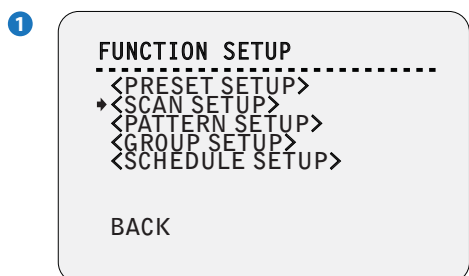 1
FUNCTION SETUP
<PRESET SETUP>
<SCAN SETUP>
<PATTERN SETUP>
<GROUP SETUP>
<SCHEDULE SETUP>
BACK